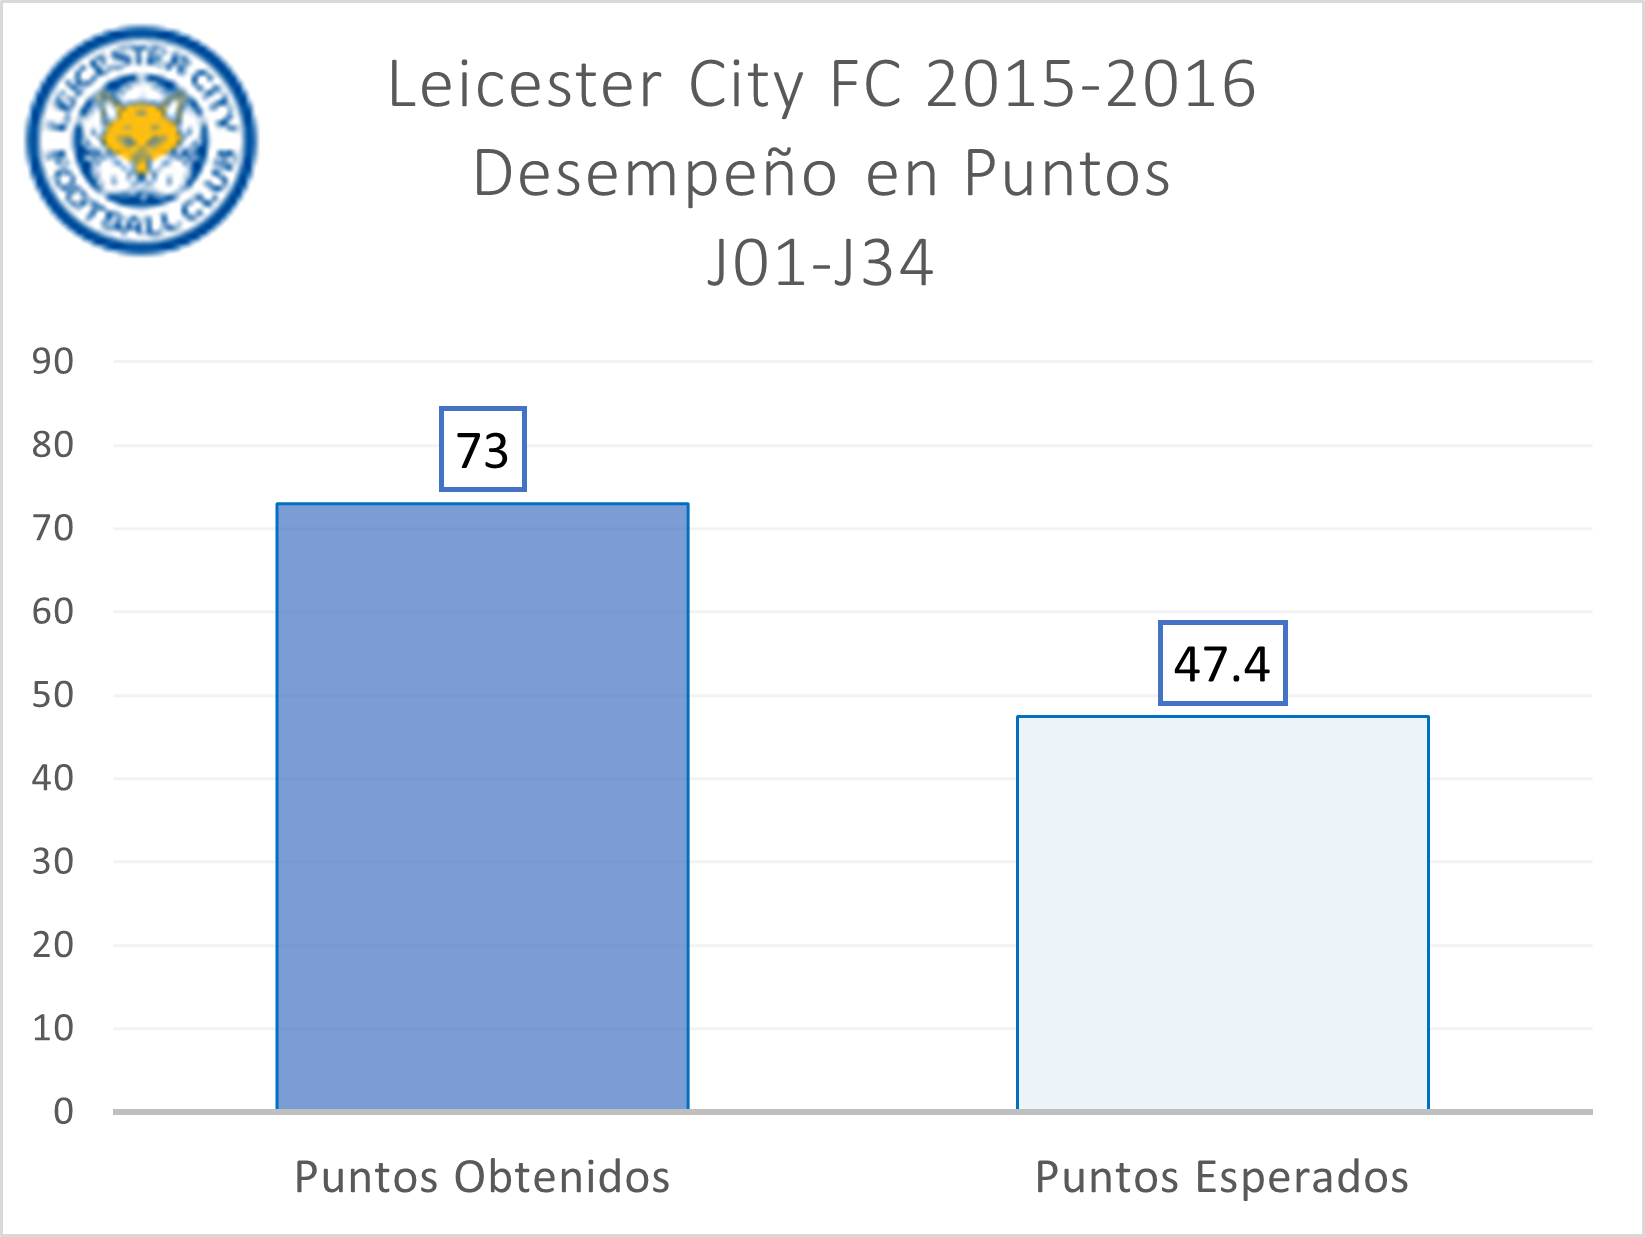 LEICESTER CITY
FOOTBALL CLUB
Leicester City FC 2015-2016
Desempeño en Puntos
J01-J34
90
80
70
60
50
40
30
20
10
0
73
47.4
Puntos Obtenidos
Puntos Esperados